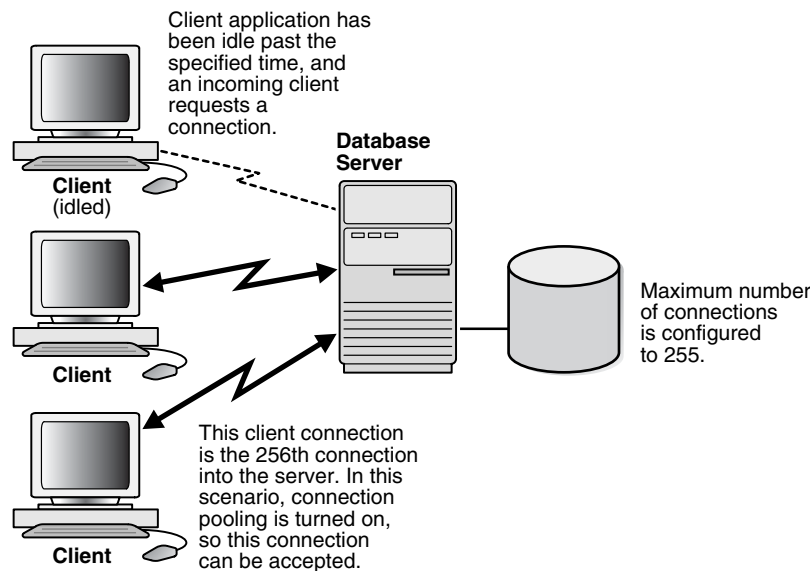 Client application has
been idle past the
specified time, and
an incoming client
requests a
connection.
Database
Server
Client
(idled)
Maximum number
of connections
is configured
to 255.
Client
This client connection
is the 256th connection
into the server. In this
scenario, connection
pooling is turned on,
so this connection
can be accepted.
Client